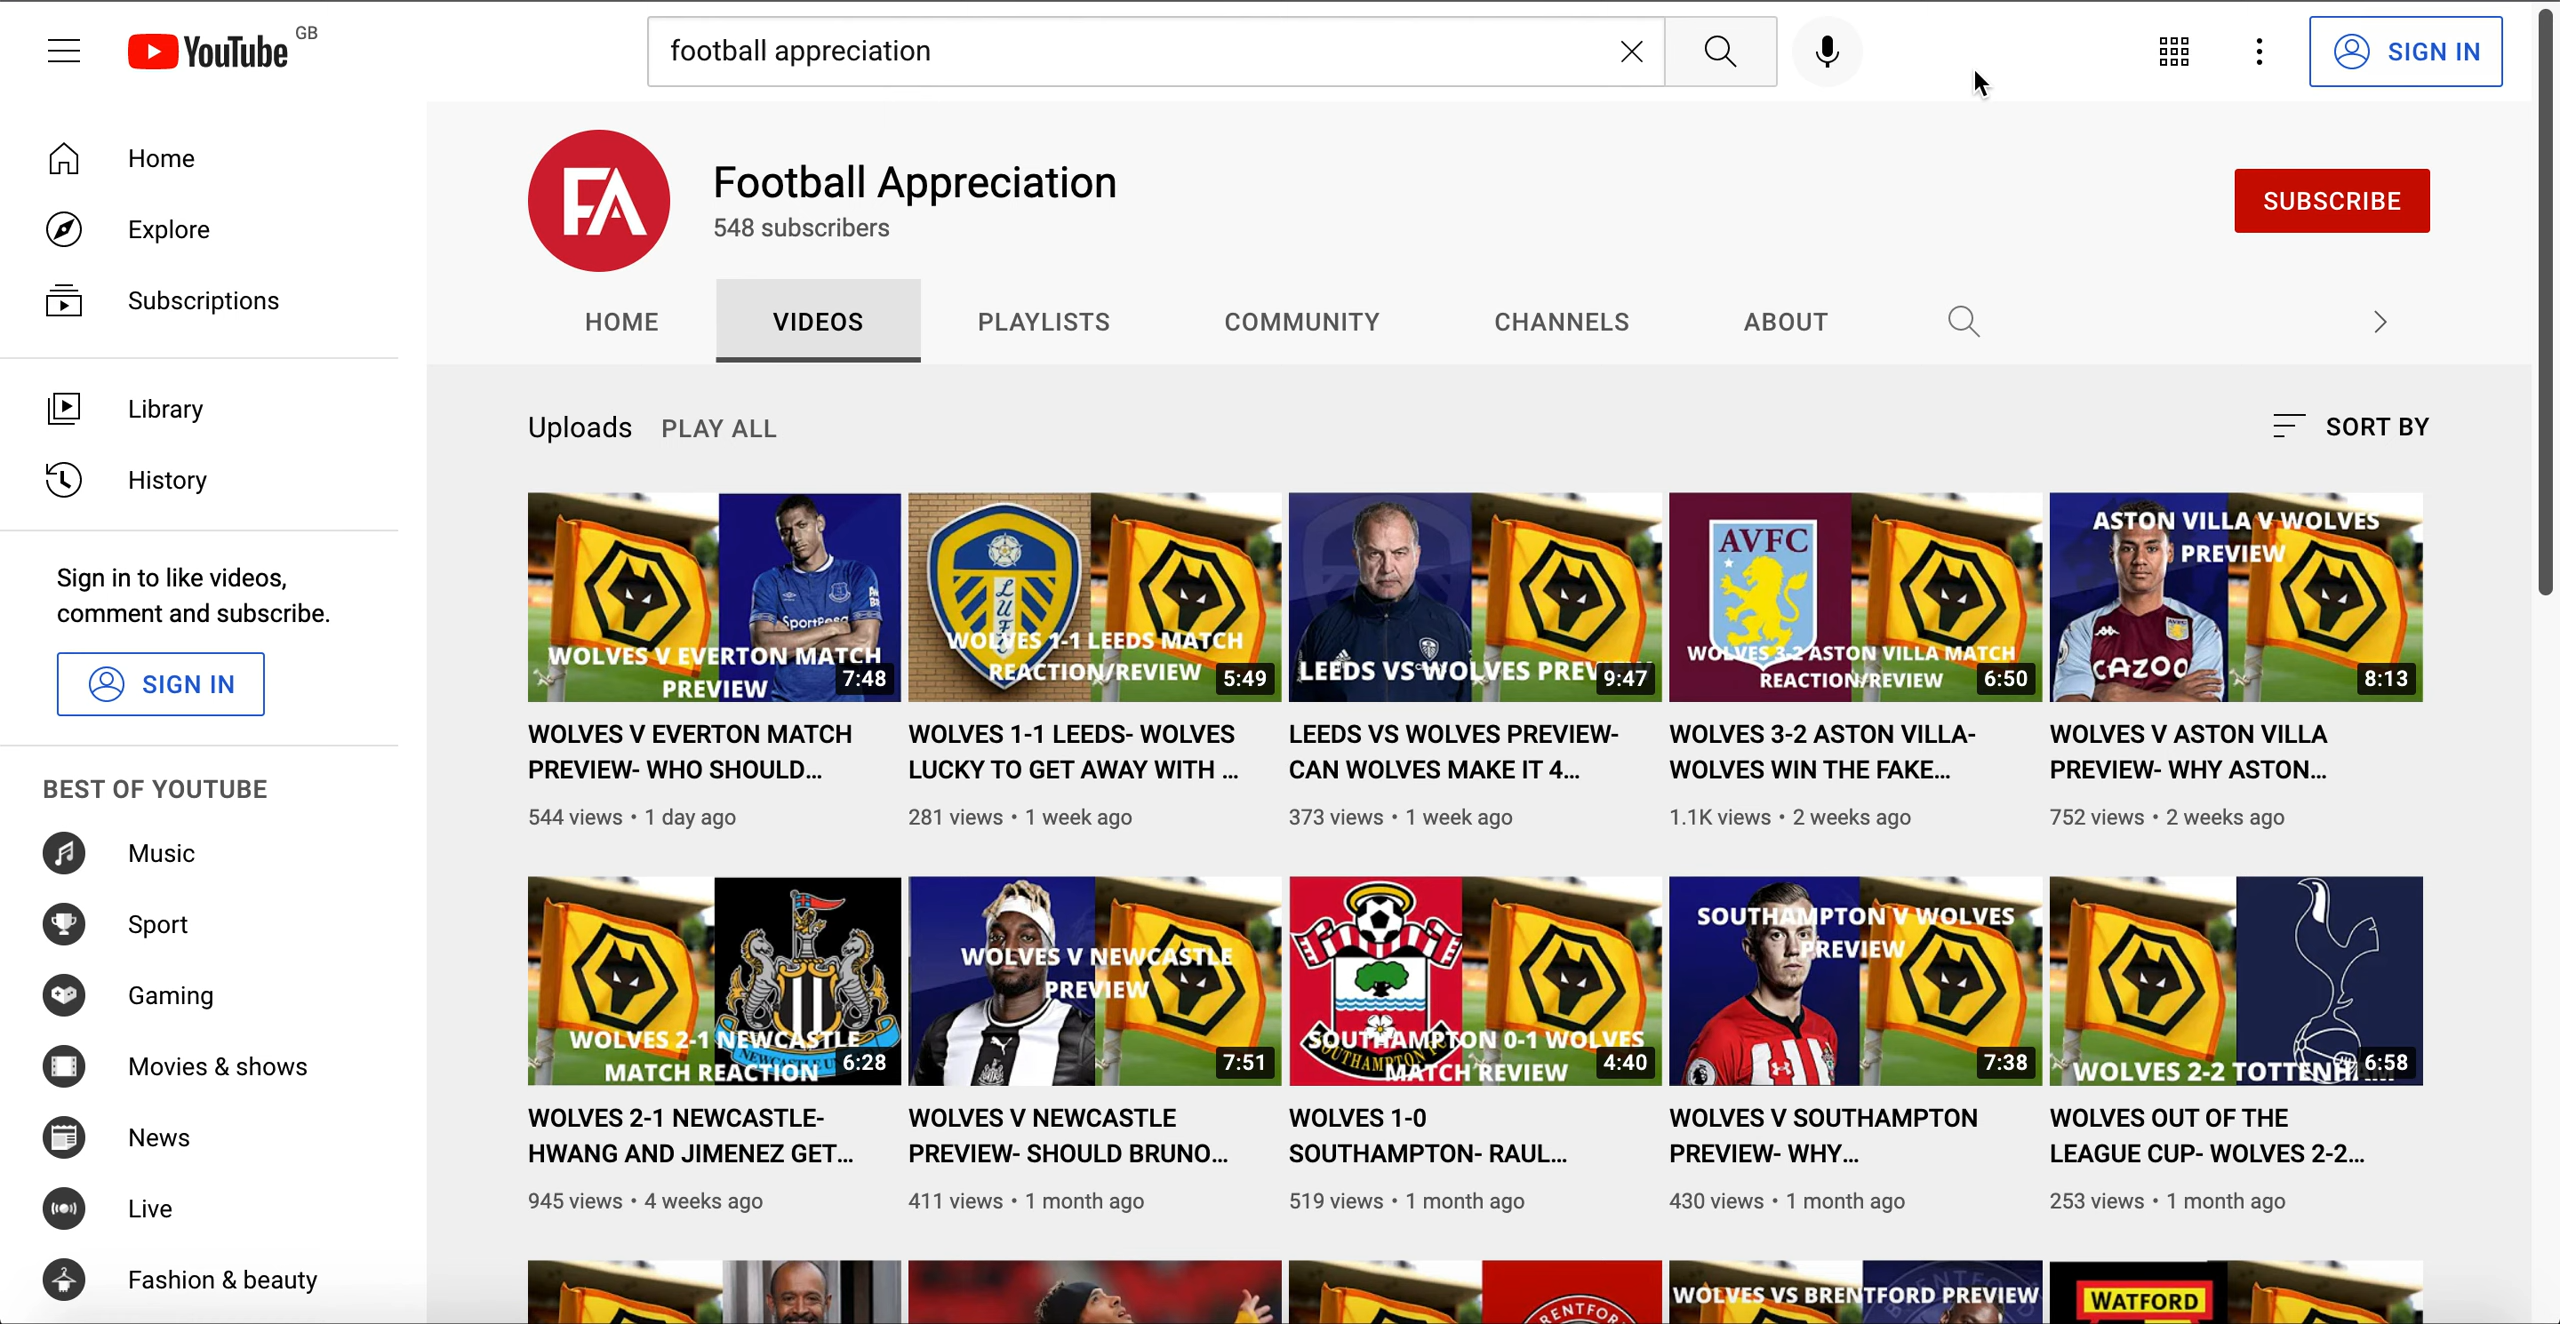 YouTube GB
football appreciation
SIGN IN
Home
Explore
Subscriptions
Library
History
Sign in to like videos,
comment and subscribe.
SIGN IN
BEST OF YOUTUBE
Music
Sport
Gaming
Movies & shows
News
Live
Fashion & beauty
FA
Football Appreciation
548 subscribers
SUBSCRIBE
HOME
VIDEOS
PLAYLISTS
COMMUNITY
CHANNELS
ABOUT
Uploads
PLAY ALL
SORT BY
SportPesa
WOLVES V EVERTON MATCH
PREVIEW
7:48
WOLVES V EVERTON MATCH
PREVIEW- WHO SHOULD...
544 views • 1 day ago
LUF
WOLVES 1-1 LEEDS MATCH
REACTION/REVIEW
5:49
WOLVES 1-1 LEEDS- WOLVES
LUCKY TO GET AWAY WITH ...
281 views • 1 week ago
LEEDS VS WOLVES PREV
9:47
LEEDS VS WOLVES PREVIEW-
CAN WOLVES MAKE IT 4...
373 views • 1 week ago
AVFC
WOLVES 3-2 ASTON VILLA MATCH
REACTION/REVIEW
6:50
WOLVES 3-2 ASTON VILLA-
WOLVES WIN THE FAKE...
1.1K views • 2 weeks ago
ASTON VILLA V WOLVES
PREVIEW
CAZOO
8:13
WOLVES V ASTON VILLA
PREVIEW- WHY ASTON...
752 views • 2 weeks ago
WOLVES 2-1 NEWCASTLE
MATCH REACTION
NEWCASTLE U
6:28
WOLVES 2-1 NEWCASTLE-
HWANG AND JIMENEZ GET...
945 views • 4 weeks ago
WOLVES V NEWCASTLE
PREVIEW
7:51
WOLVES V NEWCASTLE
PREVIEW- SHOULD BRUNO...
411 views • 1 month ago
SOUTHAMPTON 0-1 WOLVES
MATCH REVIEW
4:40
WOLVES 1-0
SOUTHAMPTON- RAUL...
519 views • 1 month ago
SOUTHAMPTON V WOLVES
PREVIEW
7:38
WOLVES V SOUTHAMPTON
PREVIEW- WHY...
430 views • 1 month ago
WOLVES 2-2 TOTTENHAM
6:58
WOLVES OUT OF THE
LEAGUE CUP- WOLVES 2-2...
253 views • 1 month ago
RENTFOR
WOLVES VS BRENTFORD PREVIEW
WATFORD